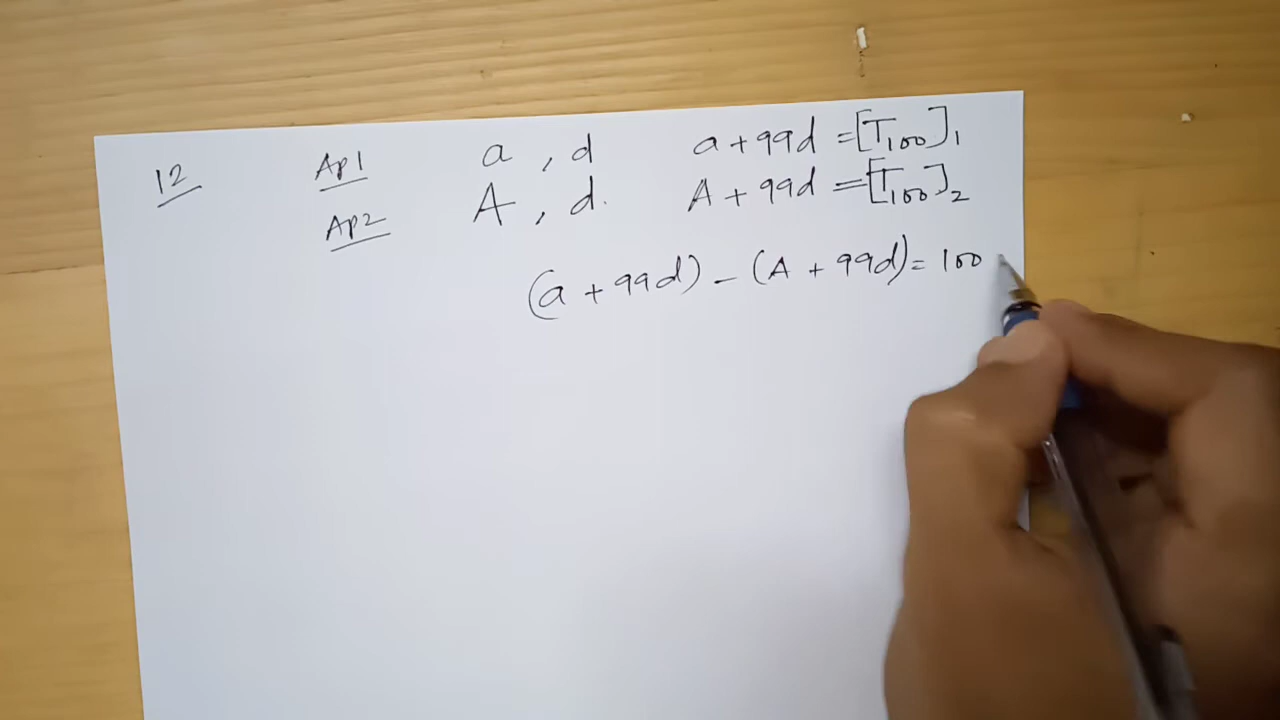 12 Ap1 a , d a + 99d = [T100]1
Ap2 A , d. A + 99d = [T100]2
(a + 99d) - (A + 99d) = 100